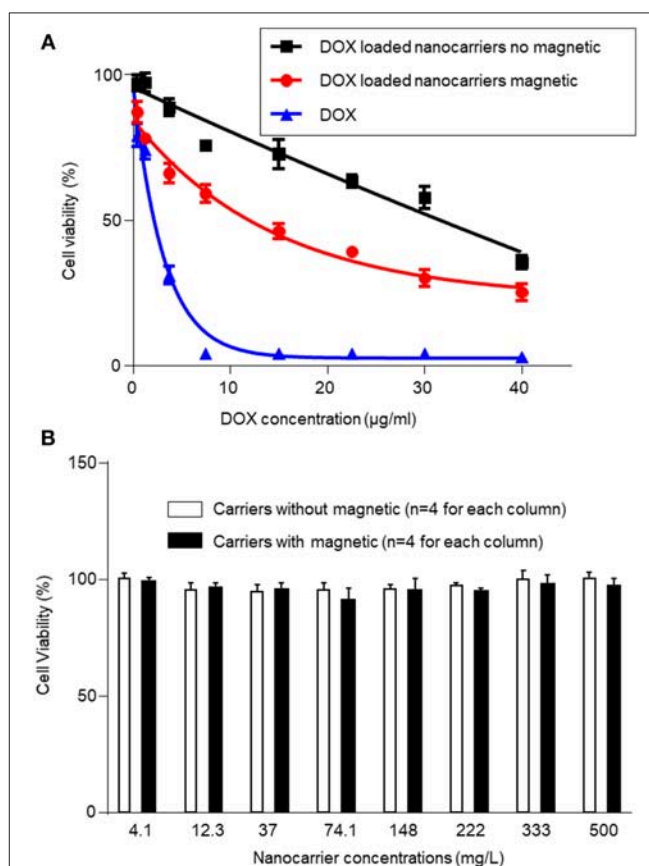 A
DOX loaded nanocarriers no magnetic
DOX loaded nanocarriers magnetic
DOX
100
50
0
Cell viability (%)
0 10 20 30 40
DOX concentration (µg/ml)
B
150
100
50
0
Cell Viability (%)
Carriers without magnetic (n=4 for each column)
Carriers with magnetic (n=4 for each column)
4.1 12.3 37 74.1 148 222 333 500
Nanocarrier concentrations (mg/L)